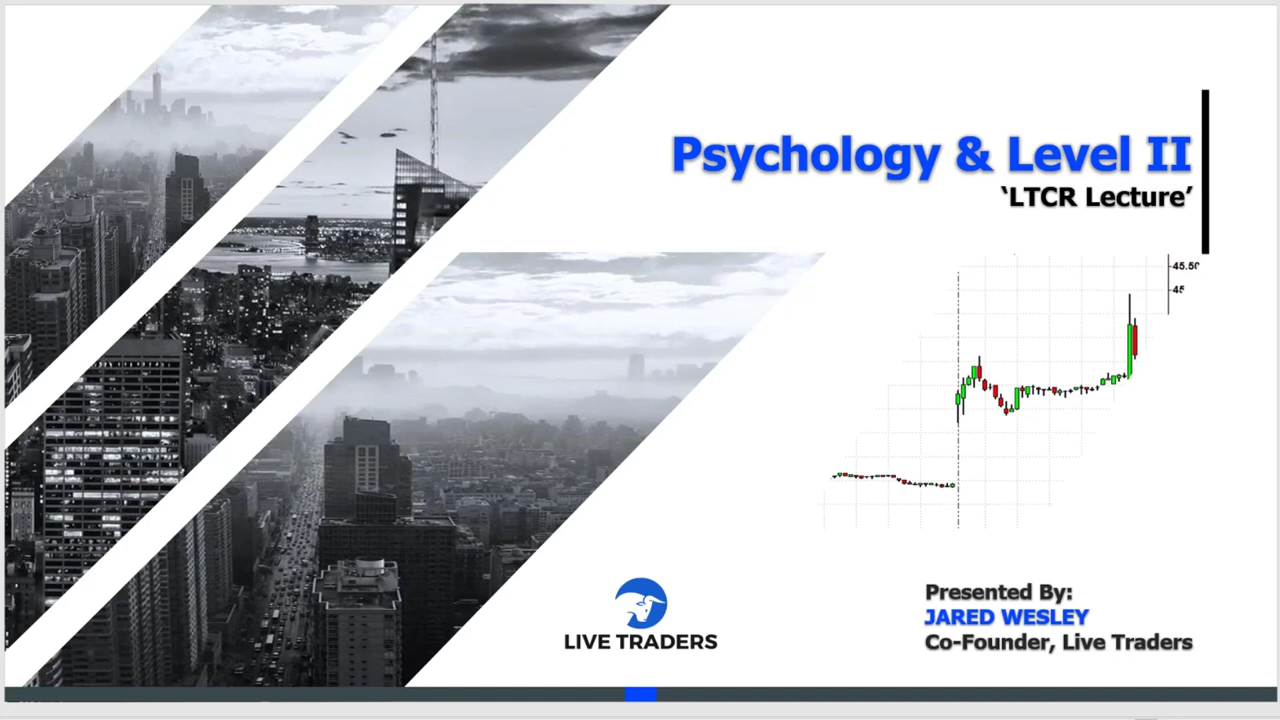 Psychology & Level II
‘LTCR Lecture’
45.50
45
LIVE TRADERS
Presented By:
JARED WESLEY
Co-Founder, Live Traders